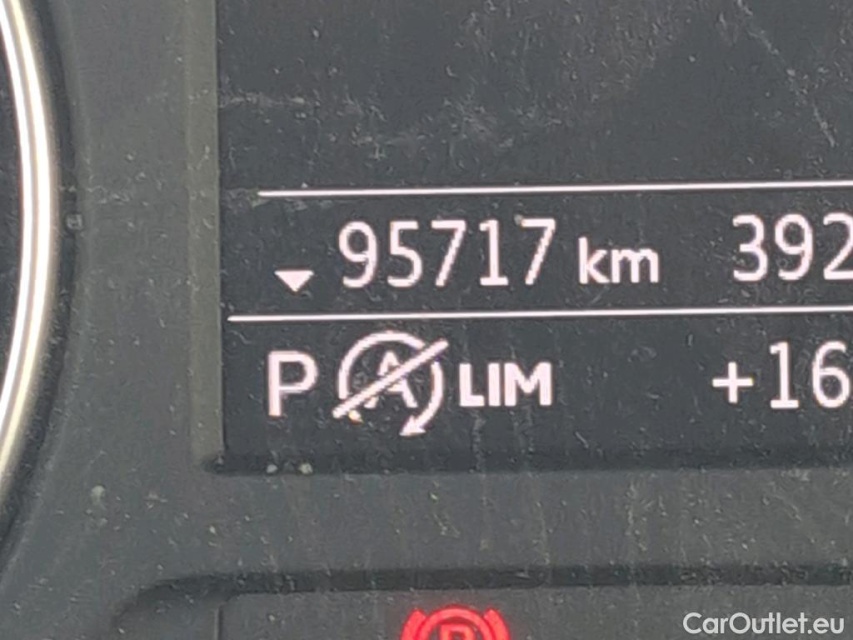 95717 km 392
P A LIM +16
P
CarOutlet.eu